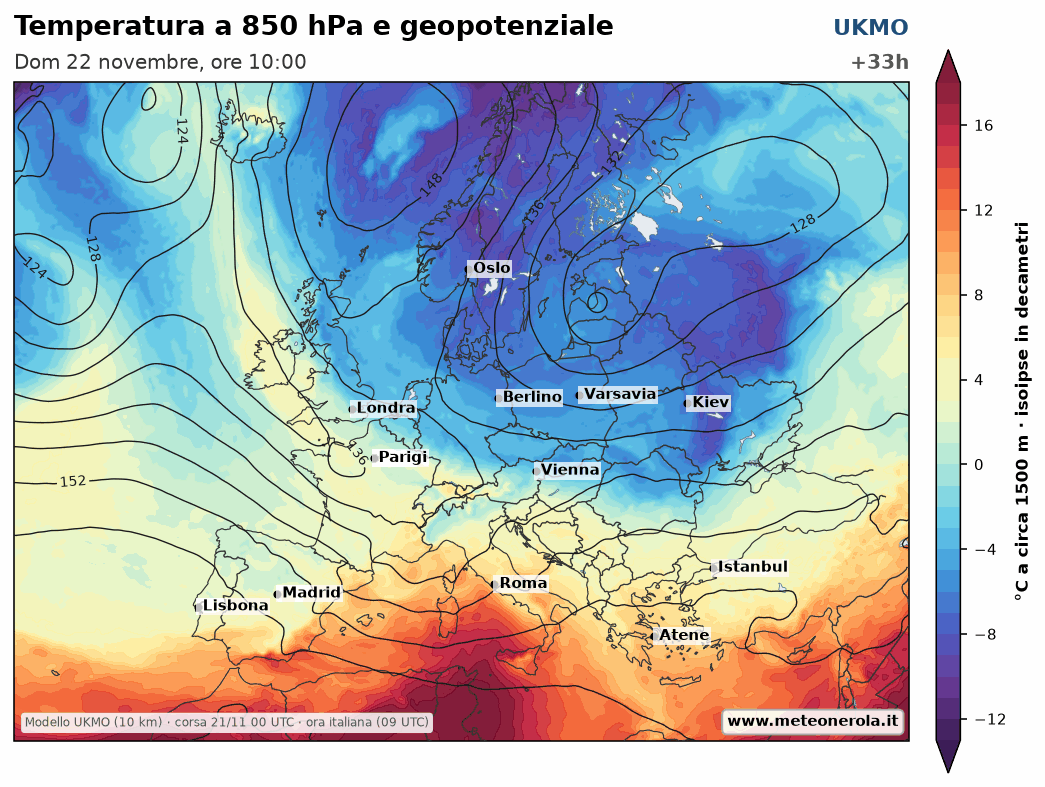 Temperatura a 850 hPa e geopotenziale
UKMO
Dom 22 novembre, ore 10:00
+33h
124
148
132
136
128
128
124
Oslo
Berlino
Varsavia
Kiev
Londra
136
Parigi
Vienna
152
Istanbul
Roma
Madrid
Lisbona
Atene
Modello UKMO (10 km) · corsa 21/11 00 UTC · ora italiana (09 UTC)
www.meteonerola.it
16
12
8
4
0
−4
−8
−12
°C a circa 1500 m · isoipse in decametri